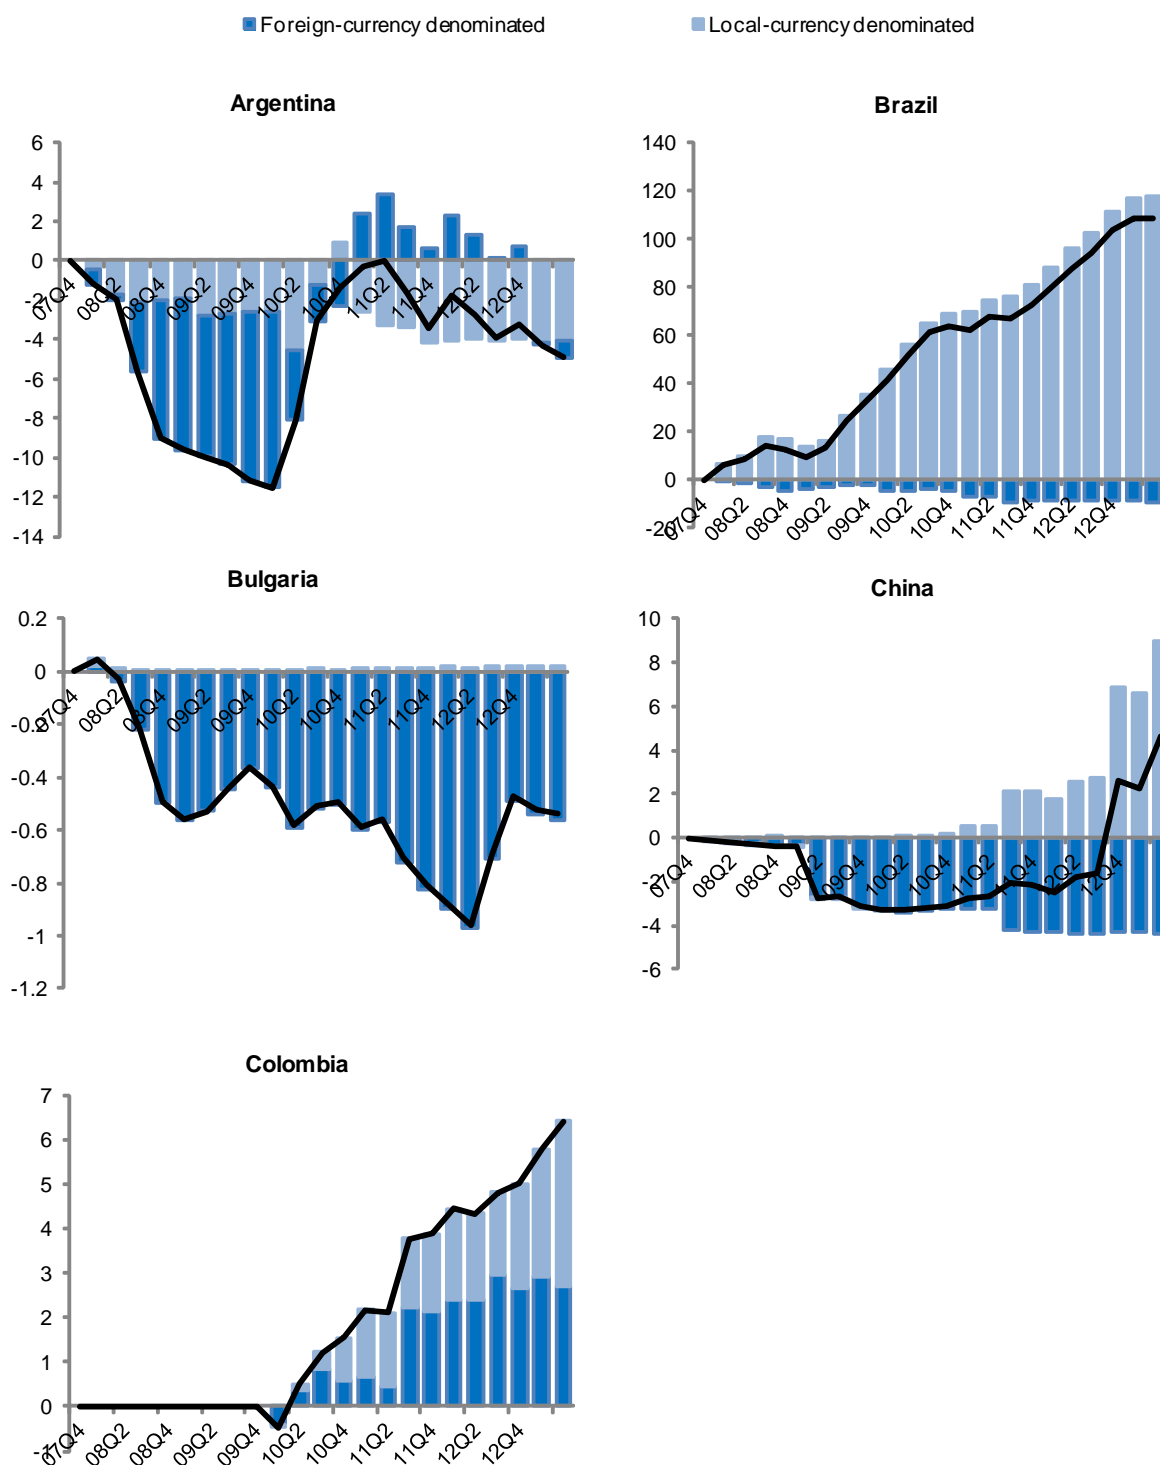 Foreign-currency denominated
Local-currency denominated
Argentina
6
4
2
0
-2
-4
-6
-8
-10
-12
-14
07Q4
08Q2
08Q4
09Q2
09Q4
10Q2
10Q4
11Q2
11Q4
12Q2
12Q4
Brazil
140
120
100
80
60
40
20
0
-20
07Q4
08Q2
08Q4
09Q2
09Q4
10Q2
10Q4
11Q2
11Q4
12Q2
12Q4
Bulgaria
0.2
0
-0.2
-0.4
-0.6
-0.8
-1
-1.2
07Q4
08Q2
08Q4
09Q2
09Q4
10Q2
10Q4
11Q2
11Q4
12Q2
12Q4
China
10
8
6
4
2
0
-2
-4
-6
07Q4
08Q2
08Q4
09Q2
09Q4
10Q2
10Q4
11Q2
11Q4
12Q2
12Q4
Colombia
7
6
5
4
3
2
1
0
-1
07Q4
08Q2
08Q4
09Q2
09Q4
10Q2
10Q4
11Q2
11Q4
12Q2
12Q4